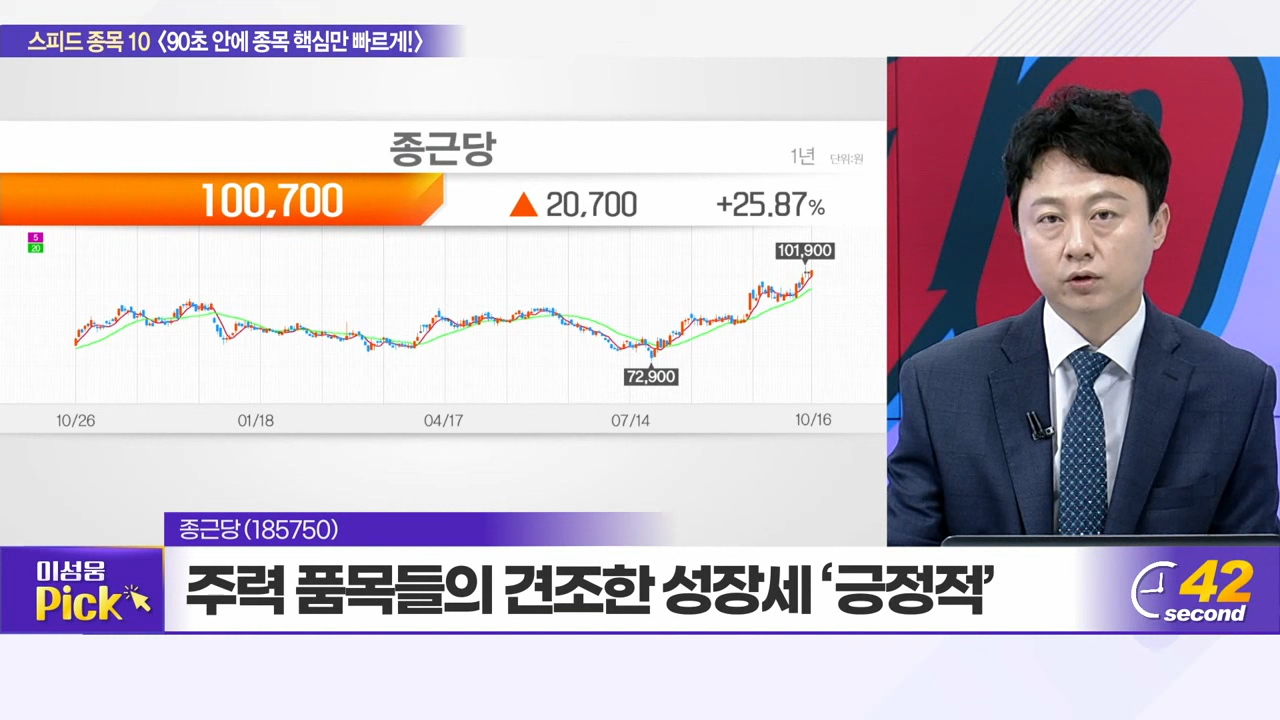 스피드 종목 10 〈90초 안에 종목 핵심만 빠르게!〉
종근당
1년 단위:원
100,700 ▲ 20,700 +25.87%
5
20
101,900
72,900
10/26 01/18 04/17 07/14 10/16
종근당(185750)
이성웅
Pick
주력 품목들의 견조한 성장세 ‘긍정적’
42
second